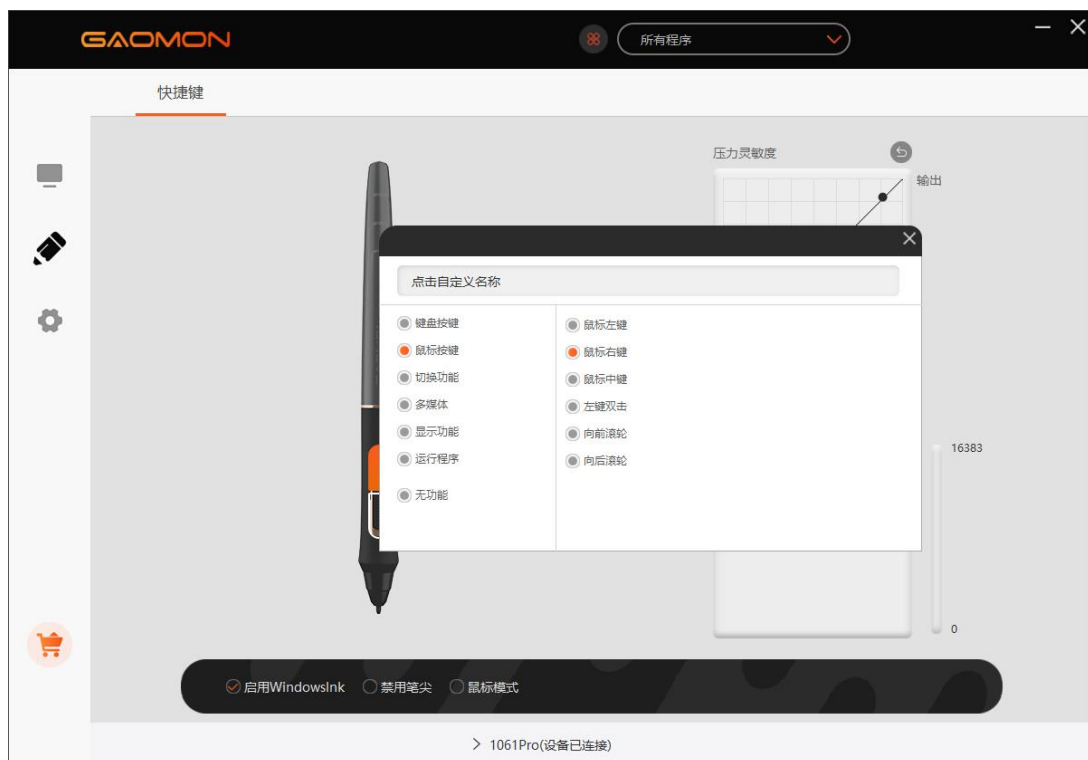 GAOMON
所有程序
快捷键
压力灵敏度
输出
点击自定义名称
键盘按键
鼠标按键
切换功能
多媒体
显示功能
运行程序
无功能
鼠标左键
鼠标右键
鼠标中键
左键双击
向前滚轮
向后滚轮
16383
0
启用WindowsInk 禁用笔尖 鼠标模式
1061Pro(设备已连接)